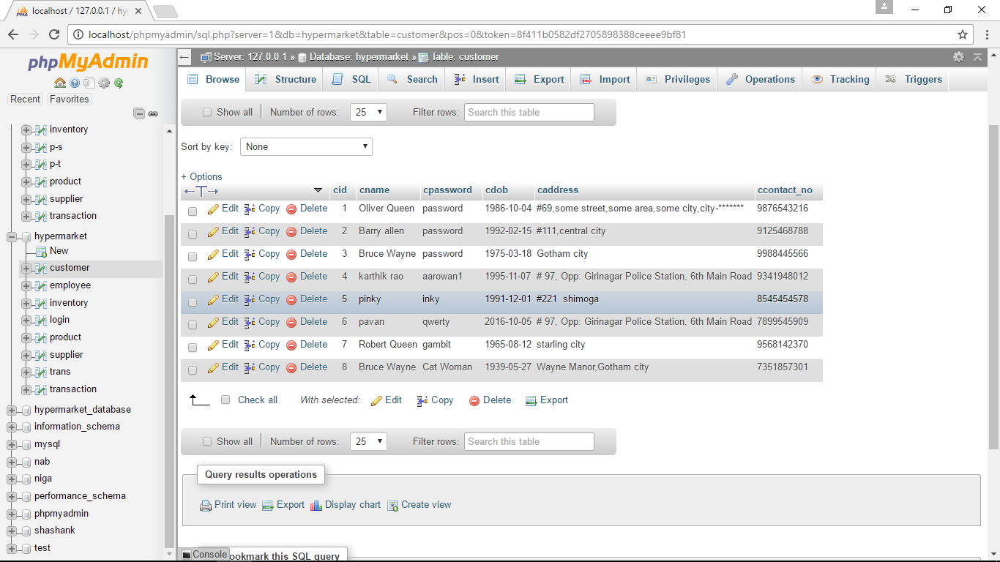 localhost / 127.0.0.1 / hy
localhost/phpmyadmin/sql.php?server=1&db=hypermarket&table=customer&pos=0&token=8f411b0582df2705898388ceeee9bf81
phpMyAdmin
Recent Favorites
inventory
p-s
p-t
product
supplier
transaction
hypermarket
New
customer
employee
inventory
login
product
supplier
trans
transaction
hypermarket_database
information_schema
mysql
nab
niga
performance_schema
phpmyadmin
shashank
test
Server: 127.0.0.1 » Database: hypermarket » Table: customer
Browse Structure SQL Search Insert Export Import Privileges Operations Tracking Triggers
Show all Number of rows: 25 Filter rows: Search this table
Sort by key: None
+ Options
←T→ cid cname cpassword cdob caddress ccontact_no
Edit Copy Delete 1 Oliver Queen password 1986-10-04 #69,some street,some area,some city,city-******* 9876543216
Edit Copy Delete 2 Barry allen password 1992-02-15 #111,central city 9125468788
Edit Copy Delete 3 Bruce Wayne password 1975-03-18 Gotham city 9988445566
Edit Copy Delete 4 karthik rao aarowan1 1995-11-07 # 97, Opp: Girinagar Police Station, 6th Main Road 9341948012
Edit Copy Delete 5 pinky inky 1991-12-01 #221 shimoga 8545454578
Edit Copy Delete 6 pavan qwerty 2016-10-05 # 97, Opp: Girinagar Police Station, 6th Main Road 7899545909
Edit Copy Delete 7 Robert Queen gambit 1965-08-12 starling city 9568142370
Edit Copy Delete 8 Bruce Wayne Cat Woman 1939-05-27 Wayne Manor,Gotham city 7351857301
Check all With selected: Edit Copy Delete Export
Show all Number of rows: 25 Filter rows: Search this table
Query results operations
Print view Export Display chart Create view
Console
ookmark this SQL query